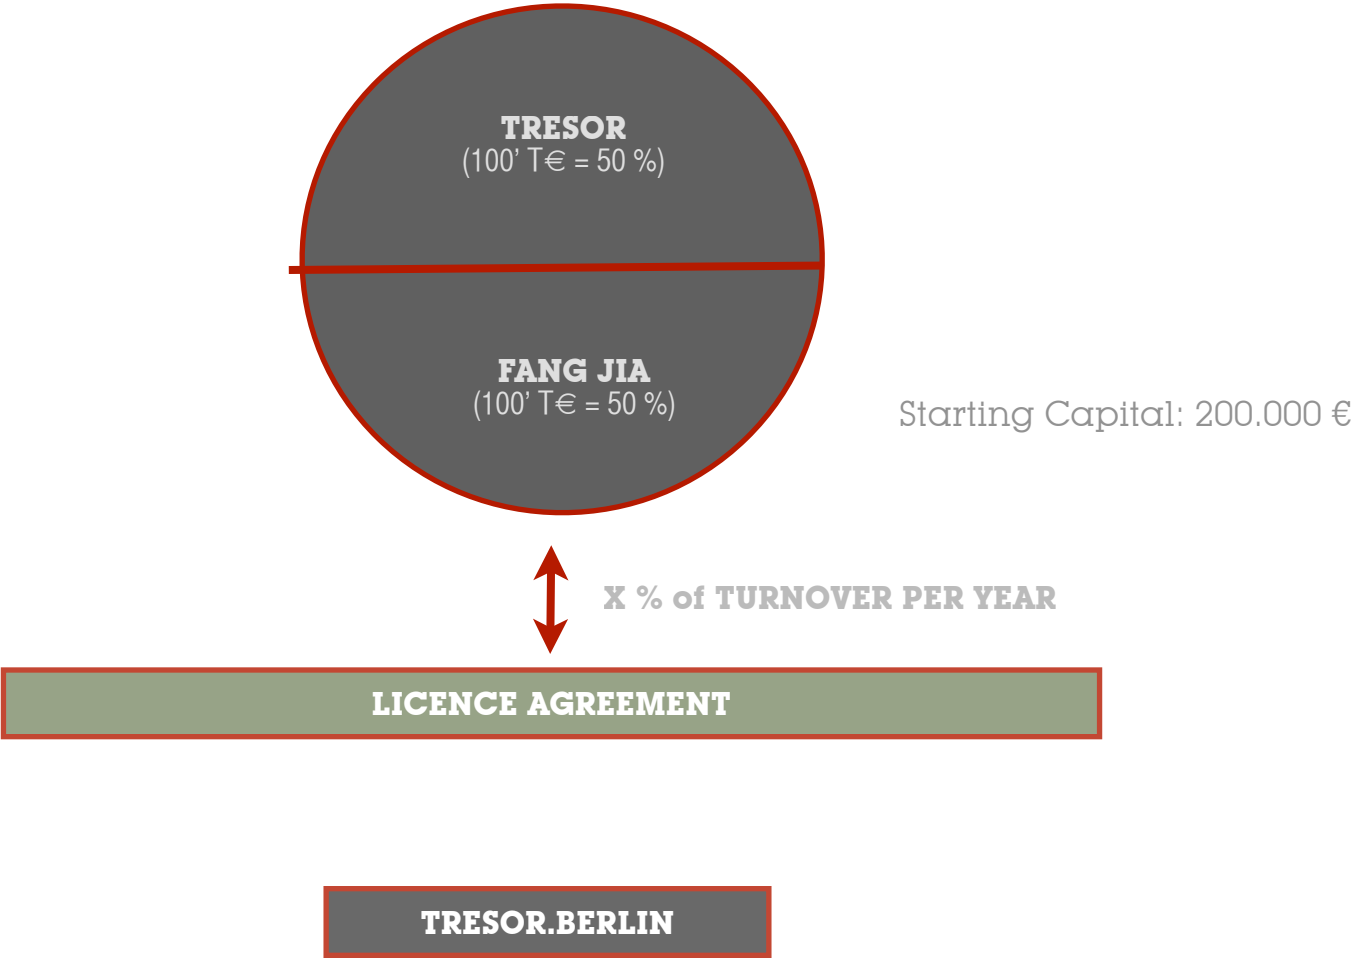 TRESOR
(100’ T€ = 50 %)
FANG JIA
(100’ T€ = 50 %)
Starting Capital: 200.000 €
X % of TURNOVER PER YEAR
LICENCE AGREEMENT
TRESOR.BERLIN